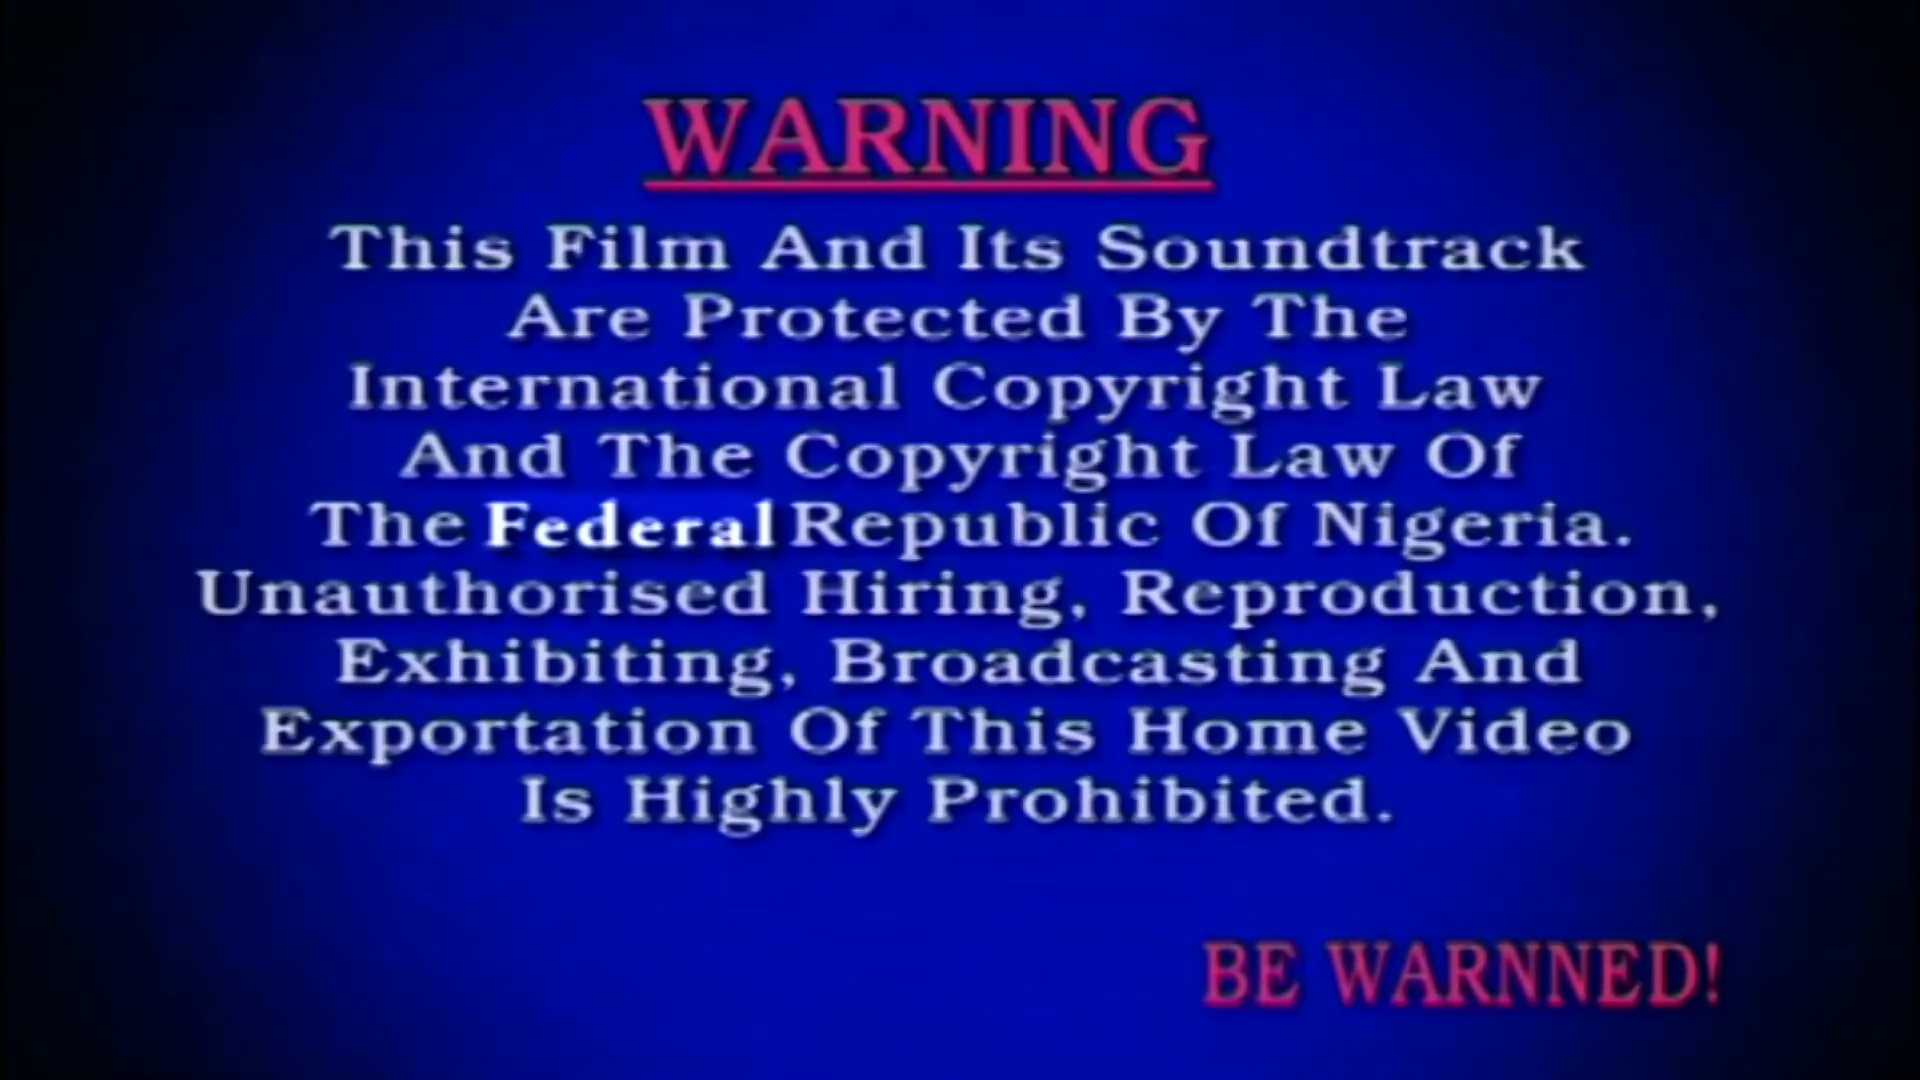 WARNING
This Film And Its Soundtrack
Are Protected By The
International Copyright Law
And The Copyright Law Of
The Federal Republic Of Nigeria.
Unauthorised Hiring, Reproduction,
Exhibiting, Broadcasting And
Exportation Of This Home Video
Is Highly Prohibited.
BE WARNNED!